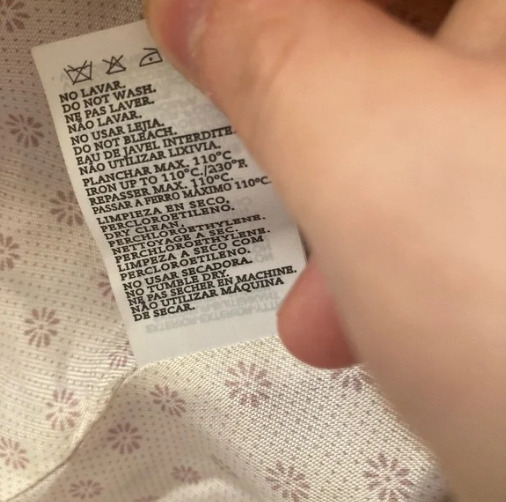 NO LAVAR.
DO NOT WASH.
NE PAS LAVER.
NÃO LAVAR.
NO USAR LEJIA.
DO NOT BLEACH.
EAU DE JAVEL INTERDITE.
NÃO UTILIZAR LIXIVIA.
PLANCHAR MAX. 110°C
IRON UP TO 110°C./230°F.
REPASSER MAX. 110°C.
PASSAR A FERRO MÁXIMO 110°C.
LIMPIEZA EN SECO,
PERCLOROETILENO.
DRY CLEAN,
PERCHLOROETHYLENE.
NETTOYAGE A SEC,
PERCHLOROETHYLENE.
LIMPEZA A SECO COM
PERCLOROETILENO.
NO USAR SECADORA.
NO TUMBLE DRY.
NE PAS SECHER EN MACHINE.
NÃO UTILIZAR MÁQUINA
DE SECAR.